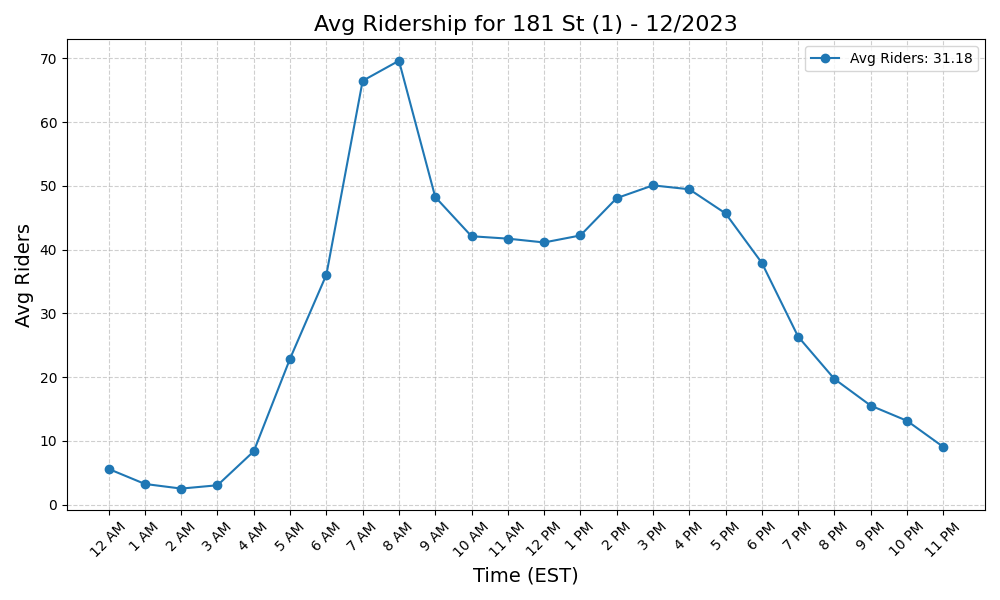 Avg Ridership for 181 St (1) - 12/2023
Avg Riders: 31.18
Avg Riders
70
60
50
40
30
20
10
0
12 AM
1 AM
2 AM
3 AM
4 AM
5 AM
6 AM
7 AM
8 AM
9 AM
10 AM
11 AM
12 PM
1 PM
2 PM
3 PM
4 PM
5 PM
6 PM
7 PM
8 PM
9 PM
10 PM
11 PM
Time (EST)